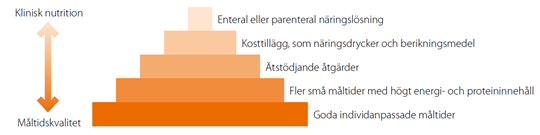 Klinisk nutrition
Enteral eller parenteral näringslösning
Kosttillägg, som näringsdrycker och berikningsmedel
Ätstödjande åtgärder
Fler små måltider med högt energi- och proteininnehåll
Måltidskvalitet
Goda individanpassade måltider